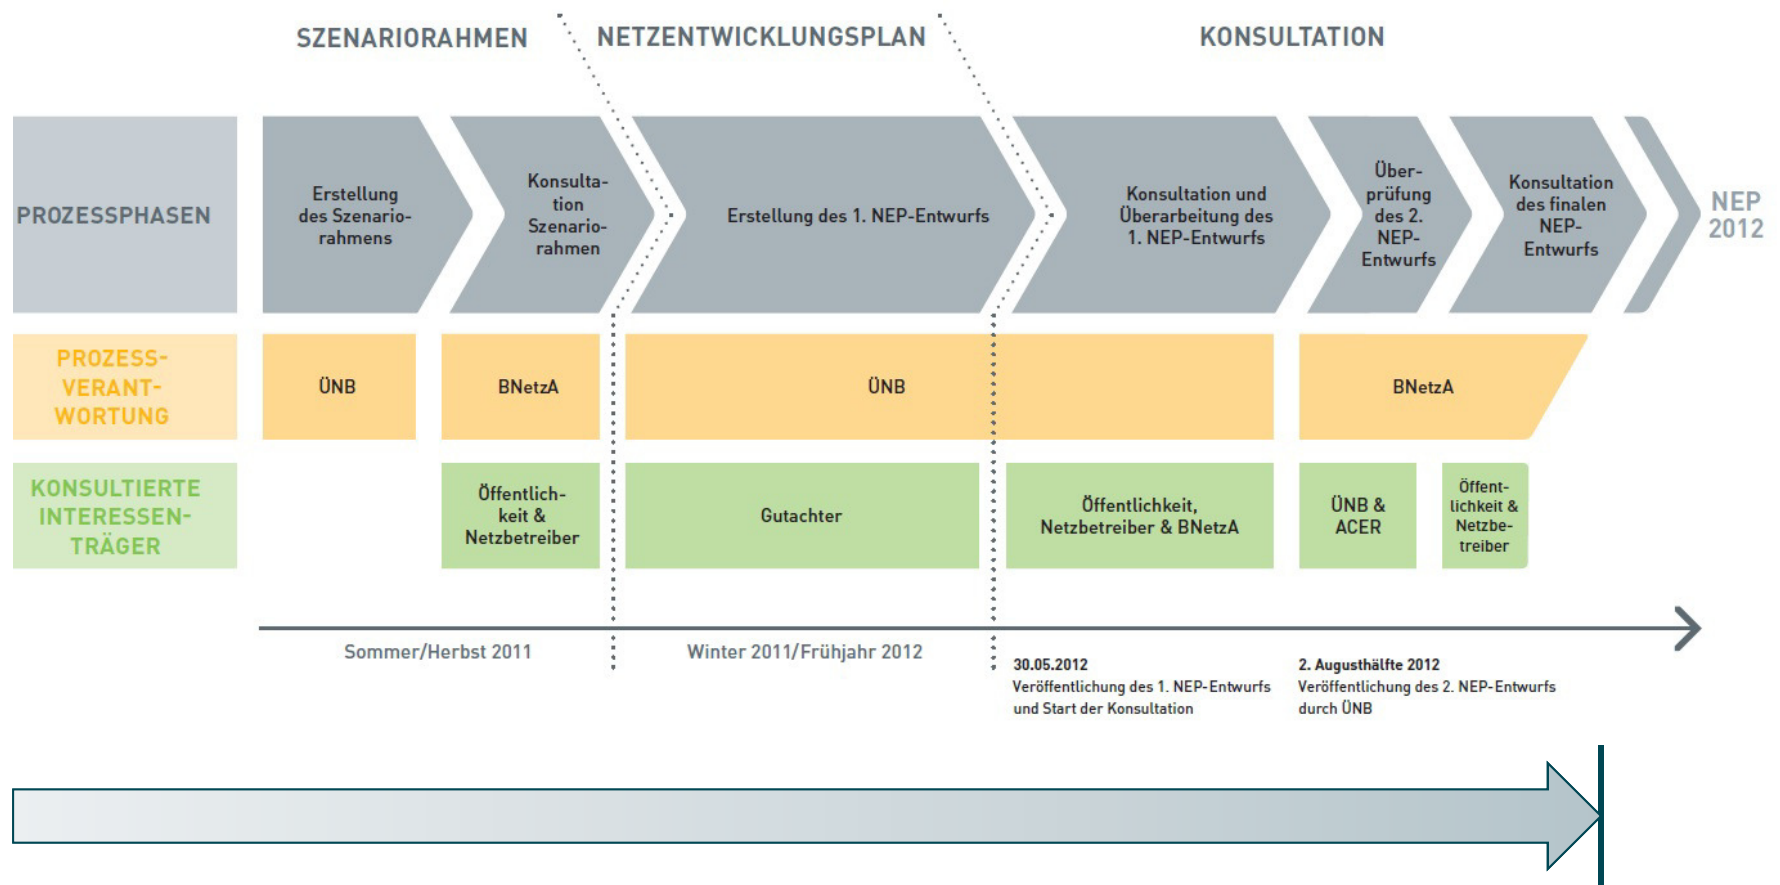 SZENARIORAHMEN
NETZENTWICKLUNGSPLAN
KONSULTATION
PROZESSPHASEN
Erstellung
des Szenario-
rahmens
Konsulta-
tion
Szenario-
rahmen
Erstellung des 1. NEP-Entwurfs
Konsultation und
Überarbeitung des
1. NEP-Entwurfs
Über-
prüfung
des 2.
NEP-
Entwurfs
Konsultation
des finalen
NEP-
Entwurfs
NEP
2012
PROZESS-
VERANT-
WORTUNG
ÜNB
BNetzA
ÜNB
BNetzA
KONSULTIERTE
INTERESSEN-
TRÄGER
Öffentlich-
keit &
Netzbetreiber
Gutachter
Öffentlichkeit,
Netzbetreiber & BNetzA
ÜNB &
ACER
Öffent-
lichkeit &
Netzbe-
treiber
Sommer/Herbst 2011
Winter 2011/Frühjahr 2012
30.05.2012
Veröffentlichung des 1. NEP-Entwurfs
und Start der Konsultation
2. Augusthälfte 2012
Veröffentlichung des 2. NEP-Entwurfs
durch ÜNB